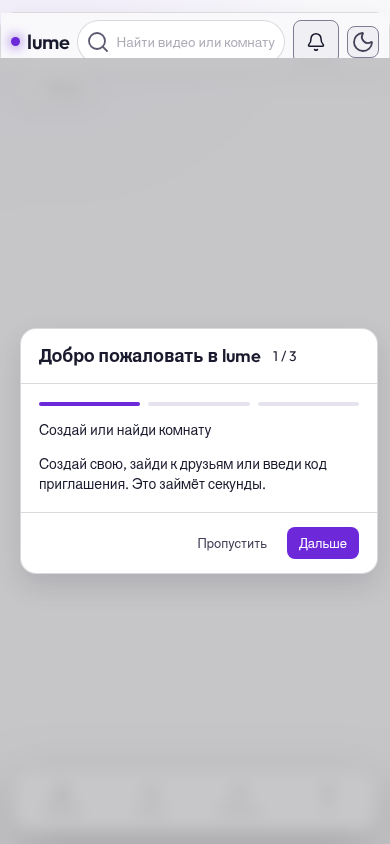 lume
Найти видео или комнату
Добро пожаловать в lume 1 / 3
Создай или найди комнату
Создай свою, зайди к друзьям или введи код
приглашения. Это займёт секунды.
Пропустить
Дальше